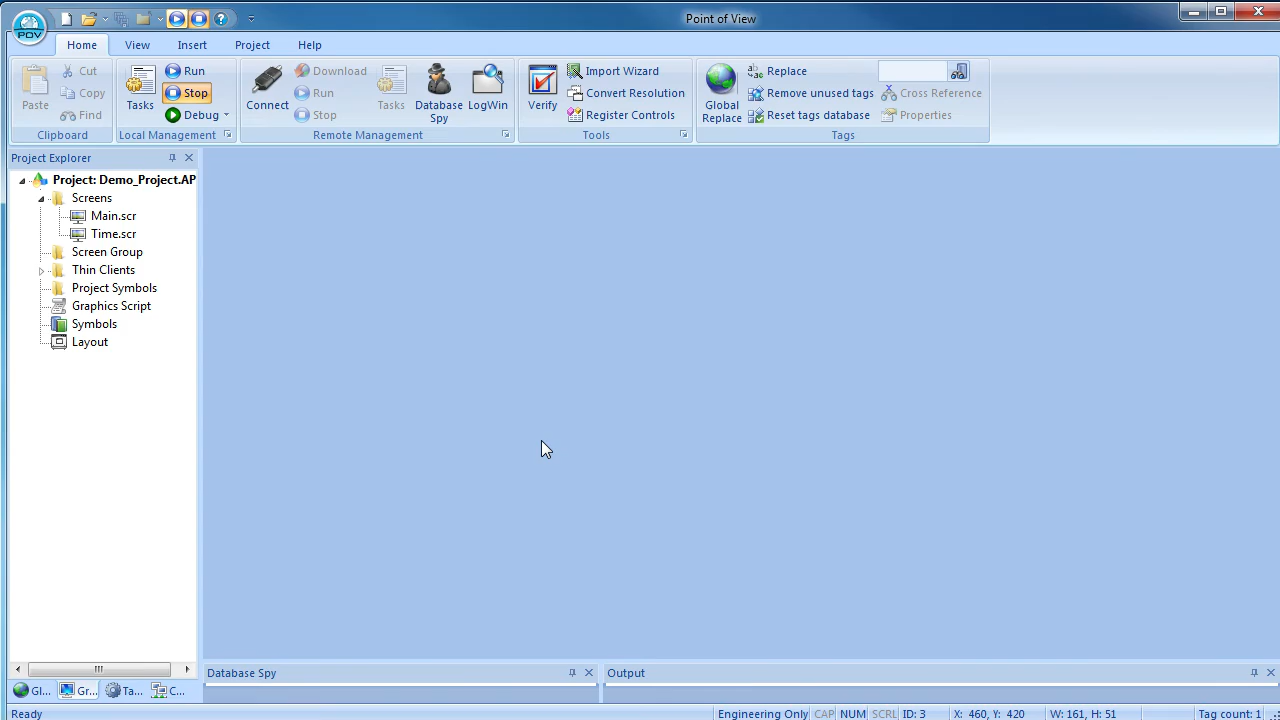 POV
Point of View
Home View Insert Project Help
Paste
Cut
Copy
Find
Clipboard
Tasks
Run
Stop
Debug
Local Management
Connect
Download
Run
Stop
Tasks
Database Spy
LogWin
Remote Management
Verify
Import Wizard
Convert Resolution
Register Controls
Tools
Global Replace
Replace
Remove unused tags
Reset tags database
Cross Reference
Properties
Tags
Project Explorer
Project: Demo_Project.AP
Screens
Main.scr
Time.scr
Screen Group
Thin Clients
Project Symbols
Graphics Script
Symbols
Layout
Gl... Gr... Ta... C...
Database Spy
Output
Ready
Engineering Only CAP NUM SCRL ID: 3 X: 460, Y: 420 W: 161, H: 51 Tag count: 1